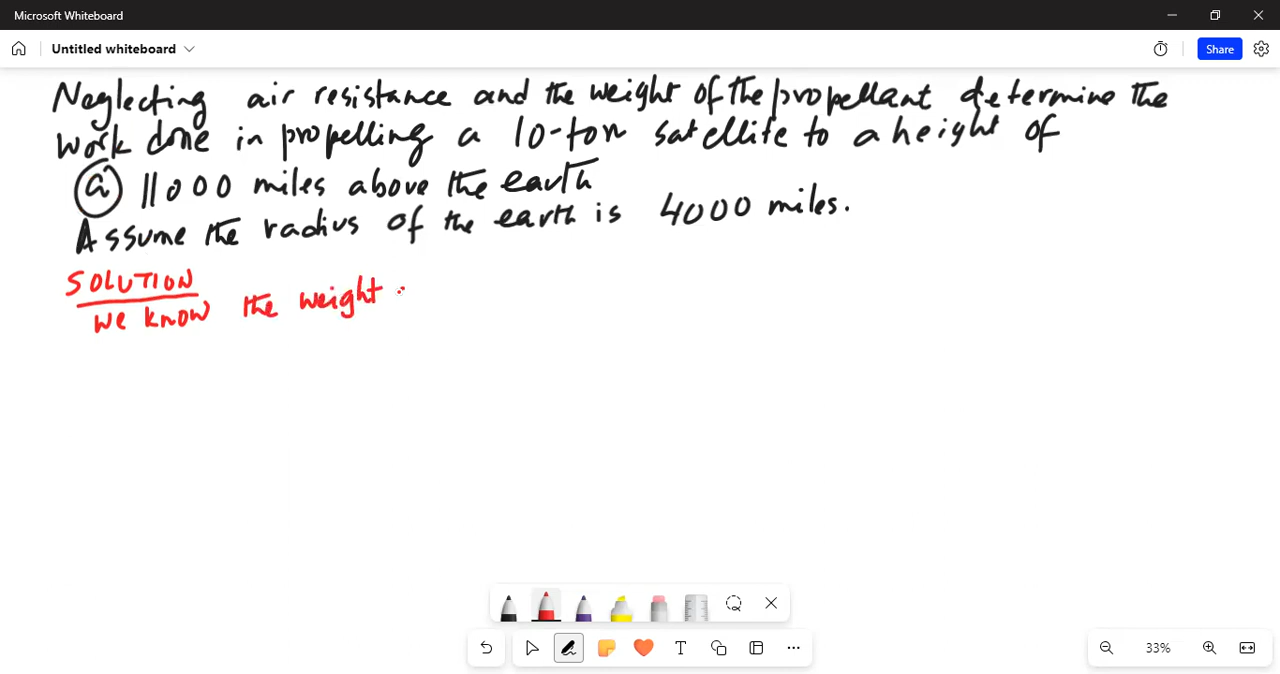 Microsoft Whiteboard
Untitled whiteboard
Share
Neglecting air resistance and the weight of the propellant determine the
work done in propelling a 10-ton satellite to a height of
(a) 11000 miles above the earth
Assume the radius of the earth is 4000 miles.
SOLUTION
we know the weight
33%